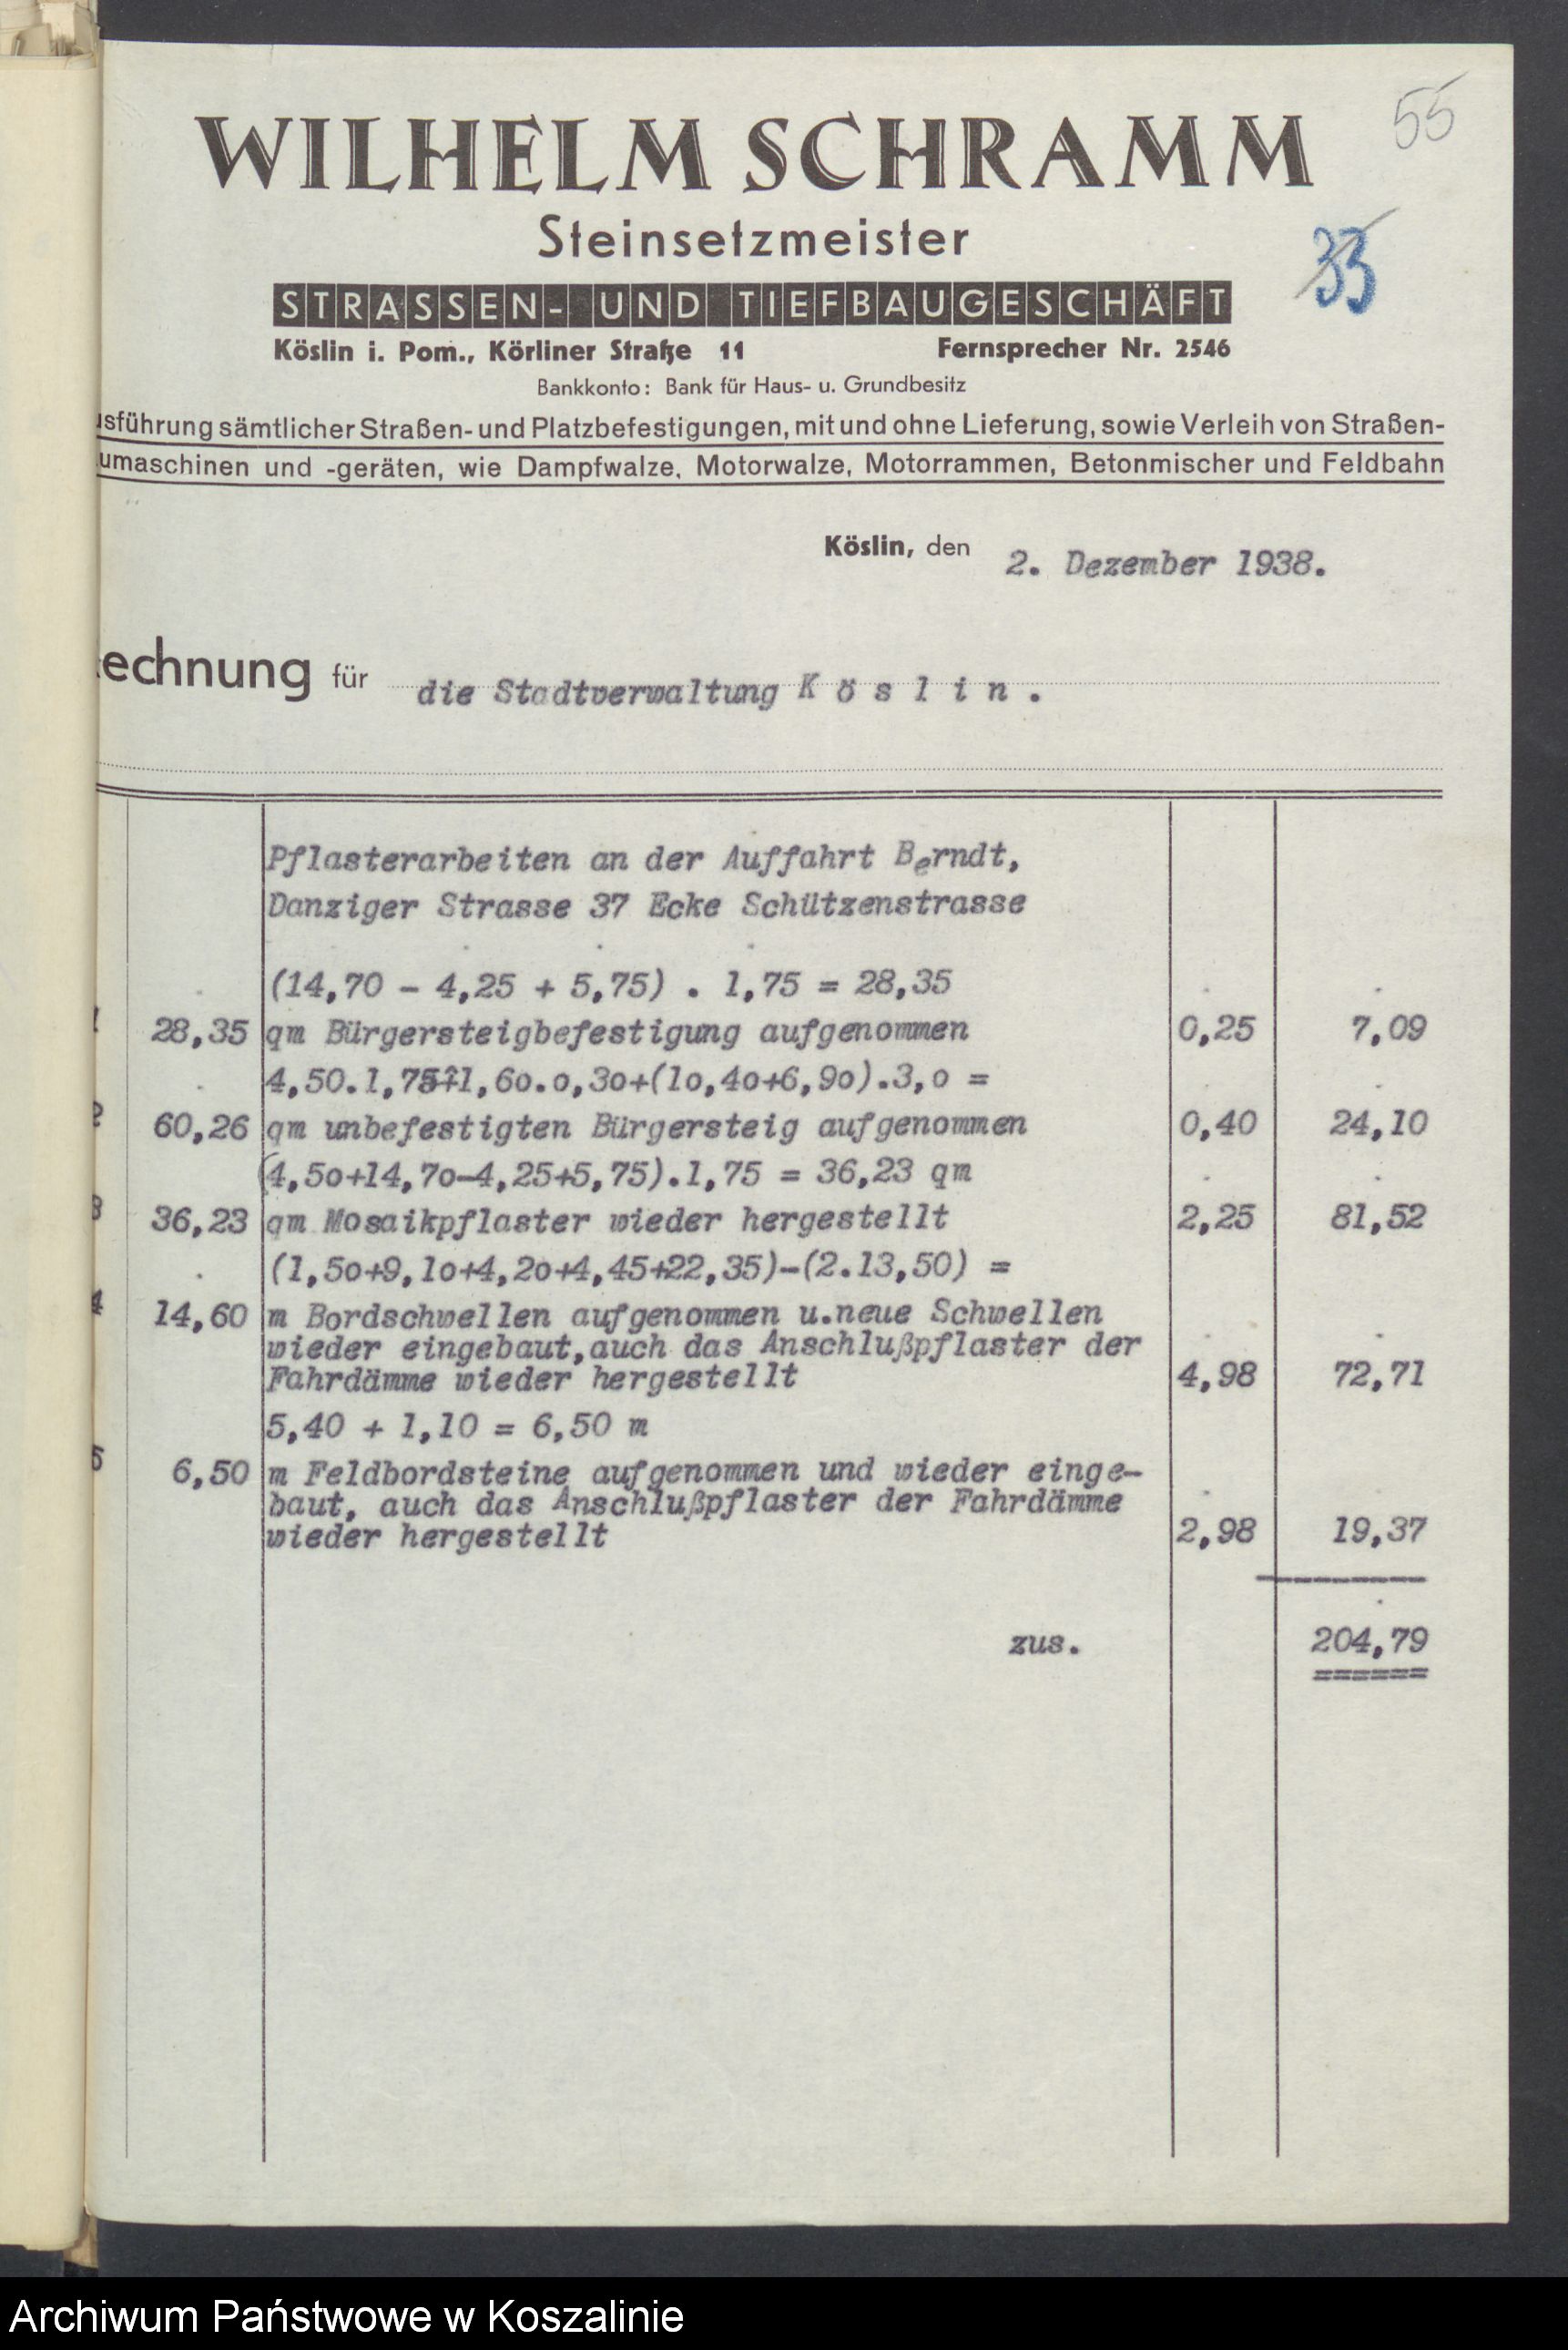 55
WILHELM SCHRAMM
Steinsetzmeister
33
STRASSEN- UND TIEFBAUGESCHÄFT
Köslin i. Pom., Körliner Straße 11 Fernsprecher Nr. 2546
Bankkonto: Bank für Haus- u. Grundbesitz
usführung sämtlicher Straßen- und Platzbefestigungen, mit und ohne Lieferung, sowie Verleih von Straßen-
umaschinen und -geräten, wie Dampfwalze, Motorwalze, Motorrammen, Betonmischer und Feldbahn
Köslin, den 2. Dezember 1938.
echnung für die Stadtverwaltung K ö s l i n .
Pflasterarbeiten an der Auffahrt Berndt,
Danziger Strasse 37 Ecke Schützenstrasse
(14,70 - 4,25 + 5,75) . 1,75 = 28,35
1 28,35 qm Bürgersteigbefestigung aufgenommen 0,25 7,09
4,50.1,75+1,60.0,30+(10,40+6,90).3,0 =
2 60,26 qm unbefestigten Bürgersteig aufgenommen 0,40 24,10
(4,50+14,70-4,25+5,75).1,75 = 36,23 qm
3 36,23 qm Mosaikpflaster wieder hergestellt 2,25 81,52
(1,50+9,10+4,20+4,45+22,35)-(2.13,50) =
4 14,60 m Bordschwellen aufgenommen u.neue Schwellen
wieder eingebaut,auch das Anschlußpflaster der
Fahrdämme wieder hergestellt 4,98 72,71
5,40 + 1,10 = 6,50 m
5 6,50 m Feldbordsteine aufgenommen und wieder einge-
baut, auch das Anschlußpflaster der Fahrdämme
wieder hergestellt 2,98 19,37
zus. 204,79
Archiwum Państwowe w Koszalinie